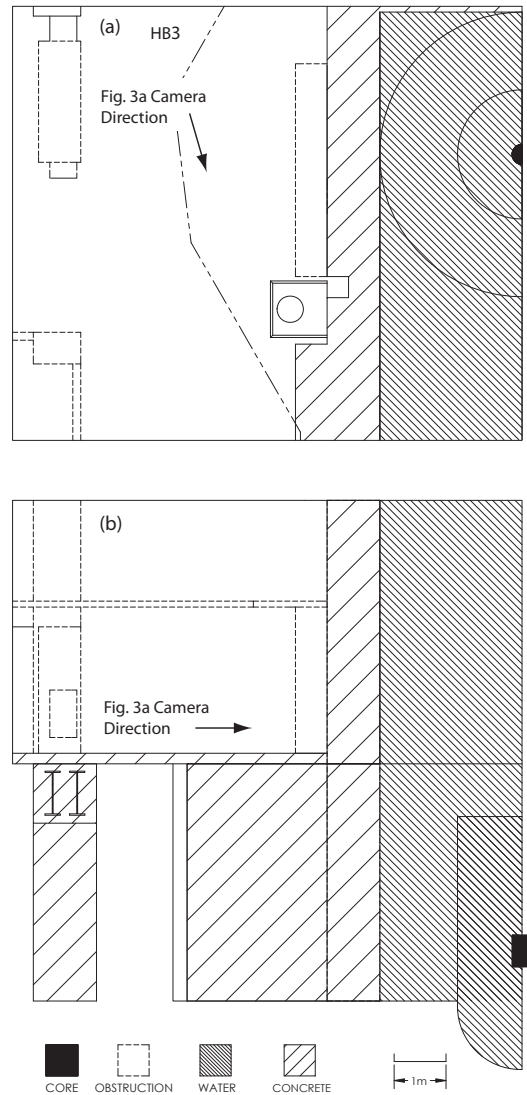 (a)
HB3
Fig. 3a Camera
Direction
(b)
Fig. 3a Camera
Direction
CORE
OBSTRUCTION
WATER
CONCRETE
1m